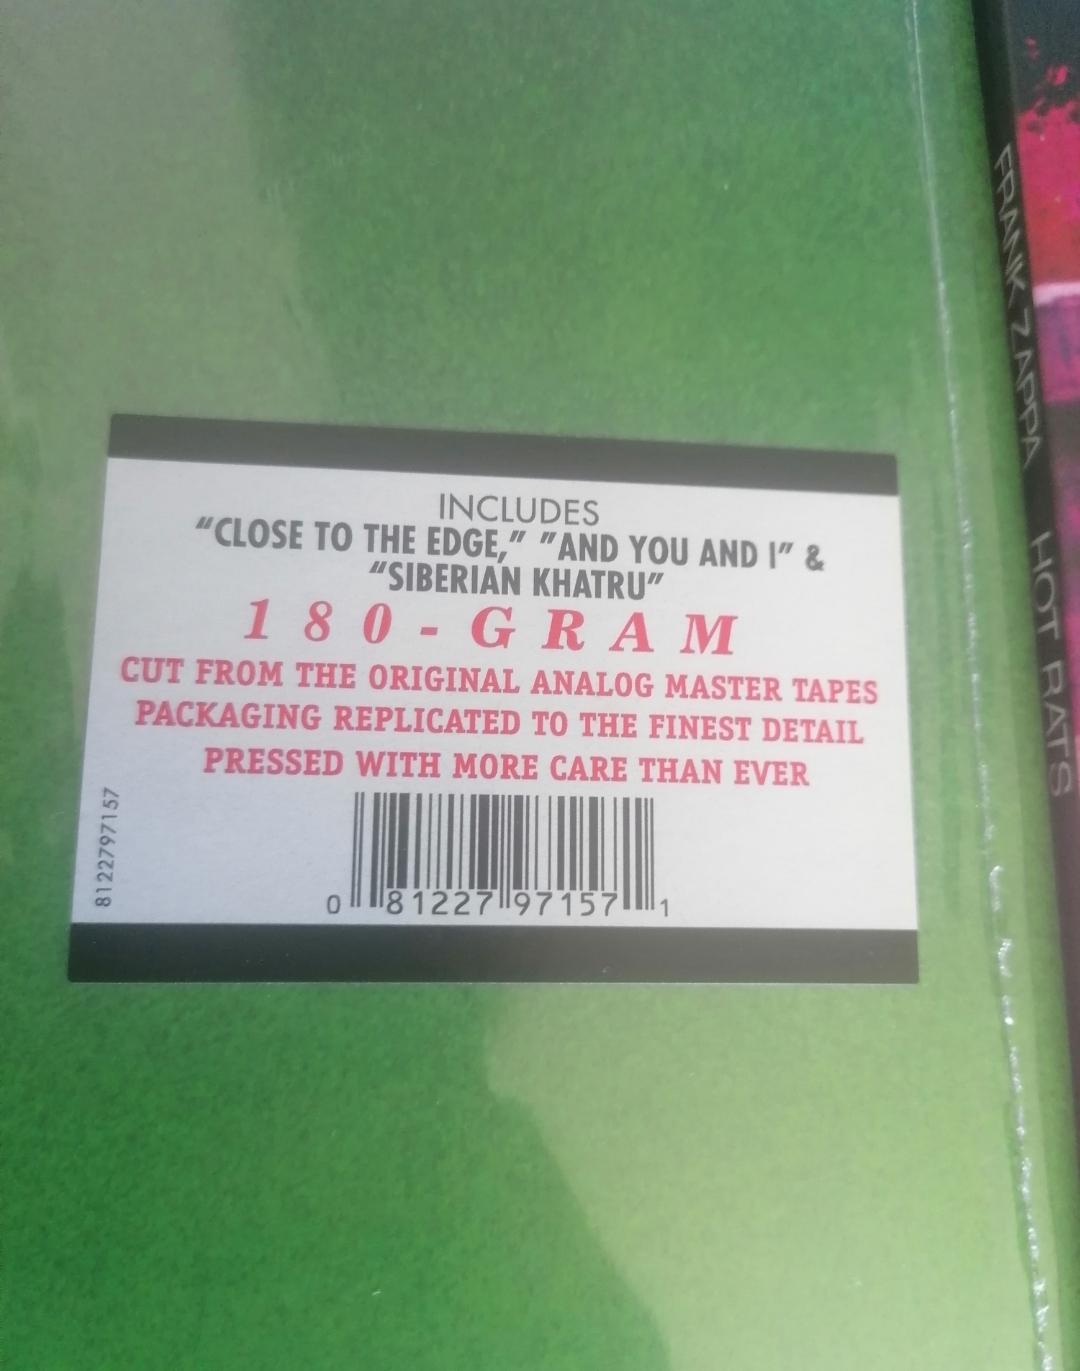 INCLUDES
“CLOSE TO THE EDGE,” “AND YOU AND I” &
“SIBERIAN KHATRU”
180-GRAM
CUT FROM THE ORIGINAL ANALOG MASTER TAPES
PACKAGING REPLICATED TO THE FINEST DETAIL
PRESSED WITH MORE CARE THAN EVER
8122797157
0 81227 97157 1
FRANK ZAPPA HOT RATS